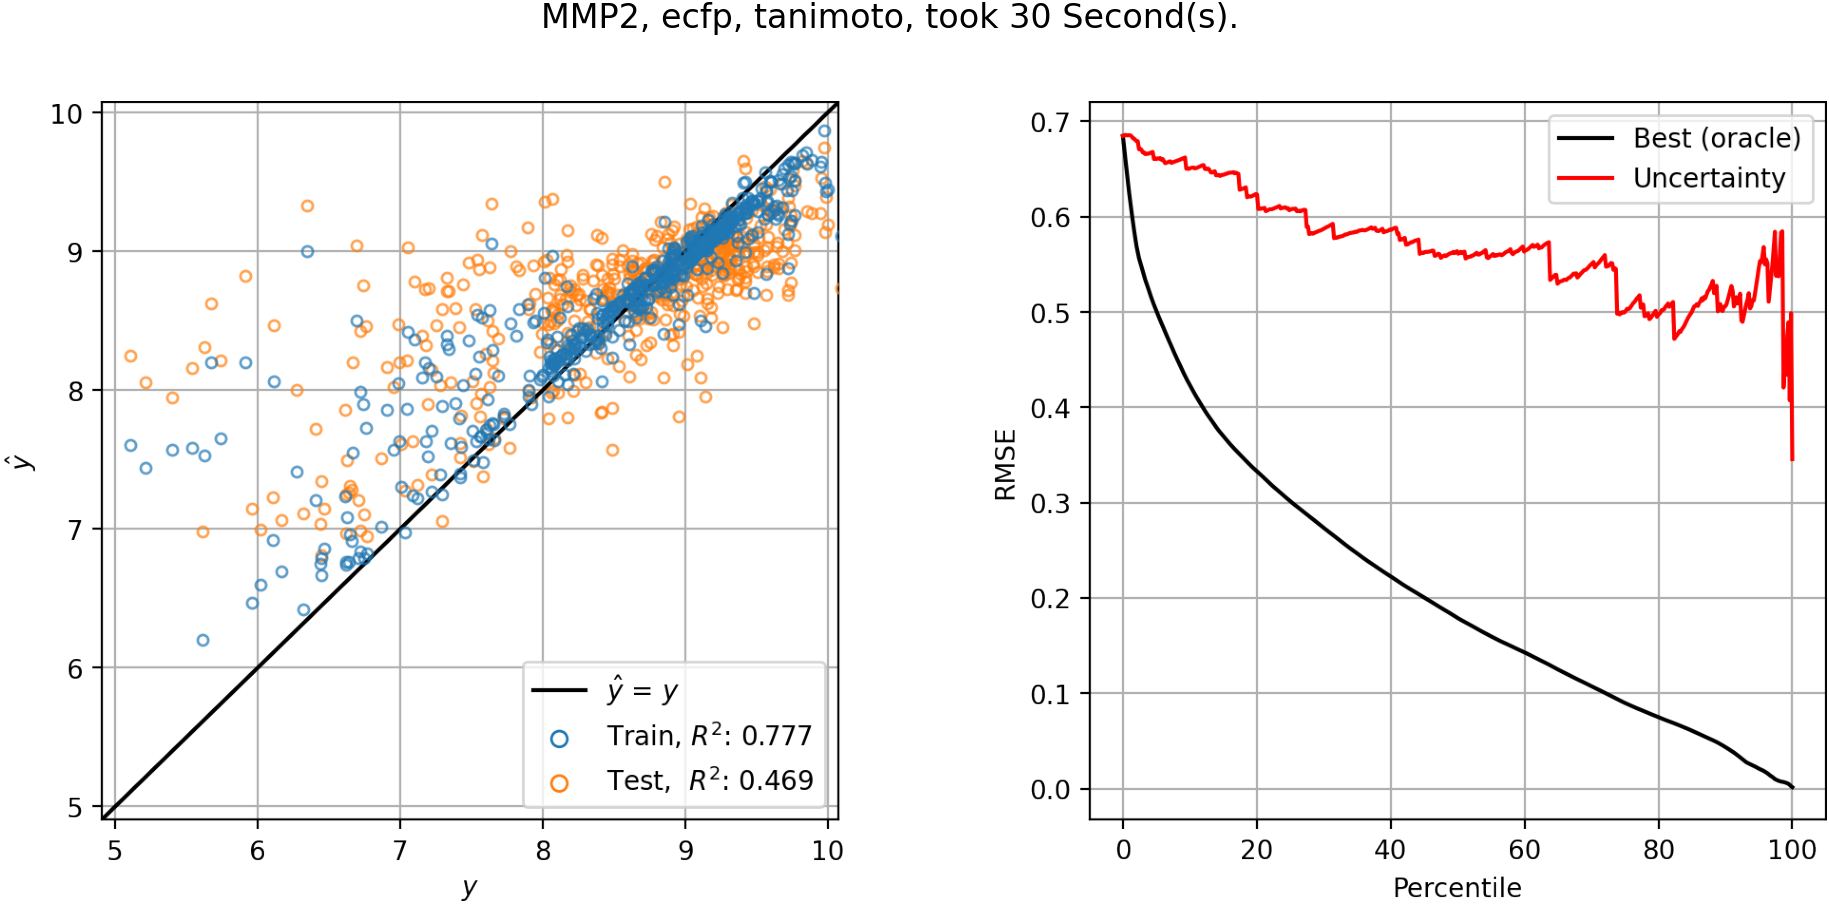 MMP2, ecfp, tanimoto, took 30 Second(s).
10
9
8
7
6
5
ŷ
5 6 7 8 9 10
y
ŷ = y
Train, R²: 0.777
Test, R²: 0.469
0.7
0.6
0.5
0.4
0.3
0.2
0.1
0.0
RMSE
0 20 40 60 80 100
Percentile
Best (oracle)
Uncertainty